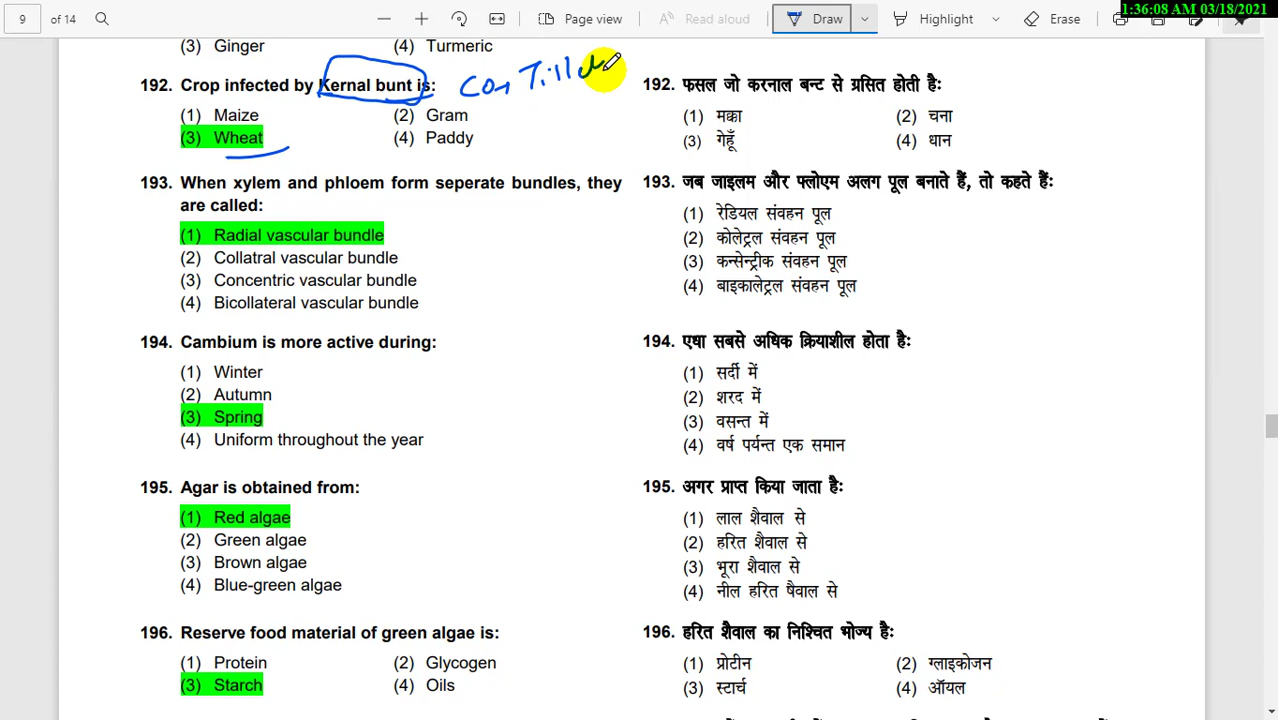 9 of 14
Page view
Read aloud
Draw
Highlight
Erase
1:36:08 AM 03/18/2021
(3) Ginger (4) Turmeric
192. Crop infected by Kernal bunt is:
(1) Maize (2) Gram
(3) Wheat (4) Paddy
193. When xylem and phloem form seperate bundles, they
are called:
(1) Radial vascular bundle
(2) Collatral vascular bundle
(3) Concentric vascular bundle
(4) Bicollateral vascular bundle
194. Cambium is more active during:
(1) Winter
(2) Autumn
(3) Spring
(4) Uniform throughout the year
195. Agar is obtained from:
(1) Red algae
(2) Green algae
(3) Brown algae
(4) Blue-green algae
196. Reserve food material of green algae is:
(1) Protein (2) Glycogen
(3) Starch (4) Oils
192. फसल जो करनाल बन्ट से ग्रसित होती है:
(1) मक्का (2) चना
(3) गेहूँ (4) धान
193. जब जाइलम और फ्लोएम अलग पूल बनाते हैं, तो कहते हैं:
(1) रेडियल संवहन पूल
(2) कोलेट्रल संवहन पूल
(3) कन्सेन्ट्रीक संवहन पूल
(4) बाइकालेट्रल संवहन पूल
194. एधा सबसे अधिक क्रियाशील होता है:
(1) सर्दी में
(2) शरद में
(3) वसन्त में
(4) वर्ष पर्यन्त एक समान
195. अगर प्राप्त किया जाता है:
(1) लाल शैवाल से
(2) हरित शैवाल से
(3) भूरा शैवाल से
(4) नील हरित षैवाल से
196. हरित शैवाल का निश्चित भोज्य है:
(1) प्रोटीन (2) ग्लाइकोजन
(3) स्टार्च (4) ऑयल